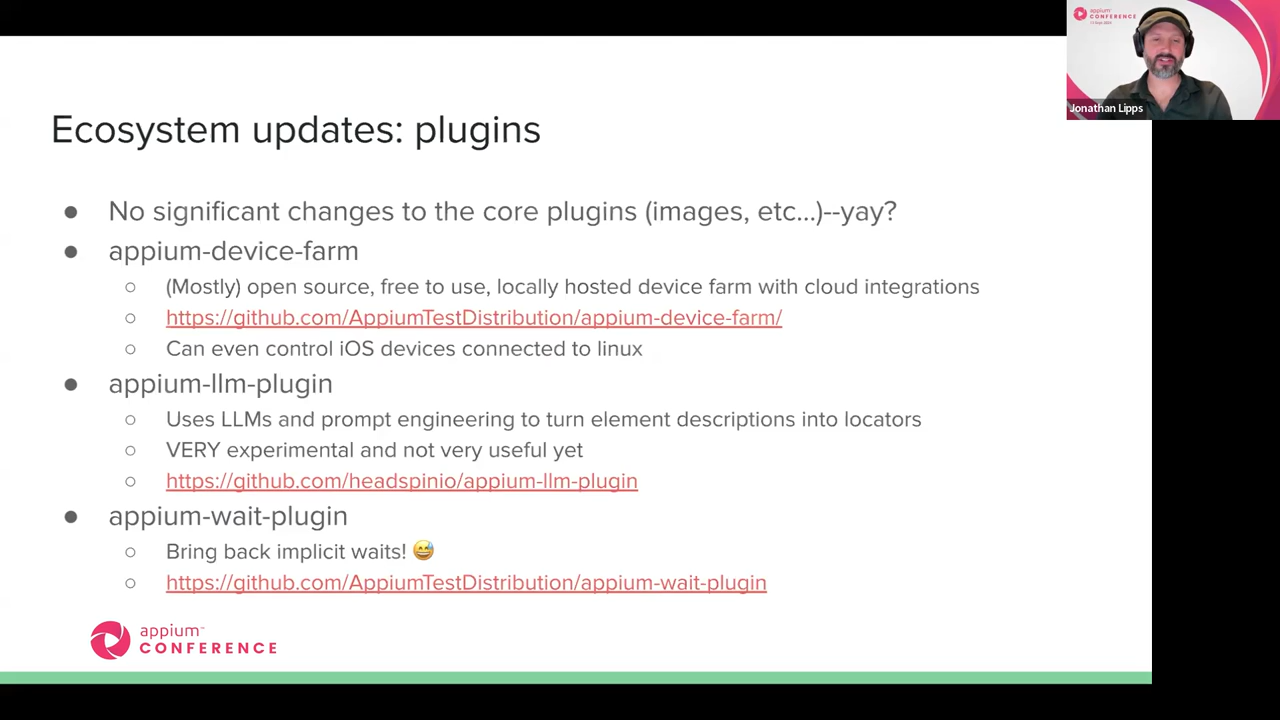 appium™
CONFERENCE
Jonathan Lipps
Ecosystem updates: plugins
● No significant changes to the core plugins (images, etc...)--yay?
● appium-device-farm
○ (Mostly) open source, free to use, locally hosted device farm with cloud integrations
○ https://github.com/AppiumTestDistribution/appium-device-farm/
○ Can even control iOS devices connected to linux
● appium-llm-plugin
○ Uses LLMs and prompt engineering to turn element descriptions into locators
○ VERY experimental and not very useful yet
○ https://github.com/headspinio/appium-llm-plugin
● appium-wait-plugin
○ Bring back implicit waits! 😅
○ https://github.com/AppiumTestDistribution/appium-wait-plugin
appium™
CONFERENCE